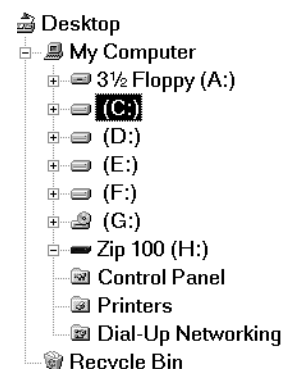 Desktop
My Computer
3½ Floppy (A:)
(C:)
(D:)
(E:)
(F:)
(G:)
Zip 100 (H:)
Control Panel
Printers
Dial-Up Networking
Recycle Bin